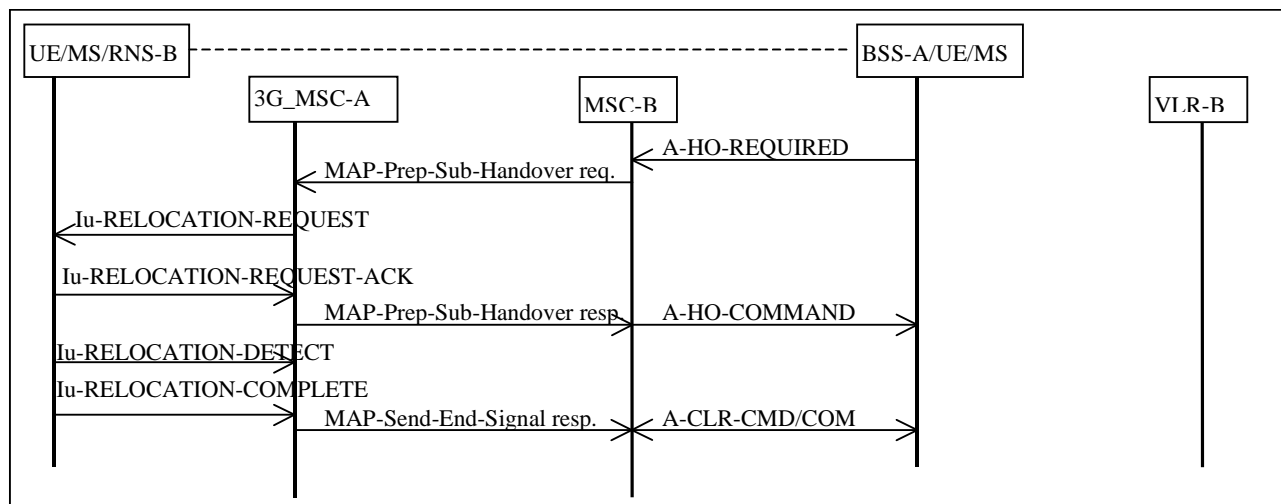 UE/MS/RNS-B
BSS-A/UE/MS
3G_MSC-A
MSC-B
VLR-B
A-HO-REQUIRED
MAP-Prep-Sub-Handover req.
Iu-RELOCATION-REQUEST
Iu-RELOCATION-REQUEST-ACK
MAP-Prep-Sub-Handover resp.
A-HO-COMMAND
Iu-RELOCATION-DETECT
Iu-RELOCATION-COMPLETE
MAP-Send-End-Signal resp.
A-CLR-CMD/COM